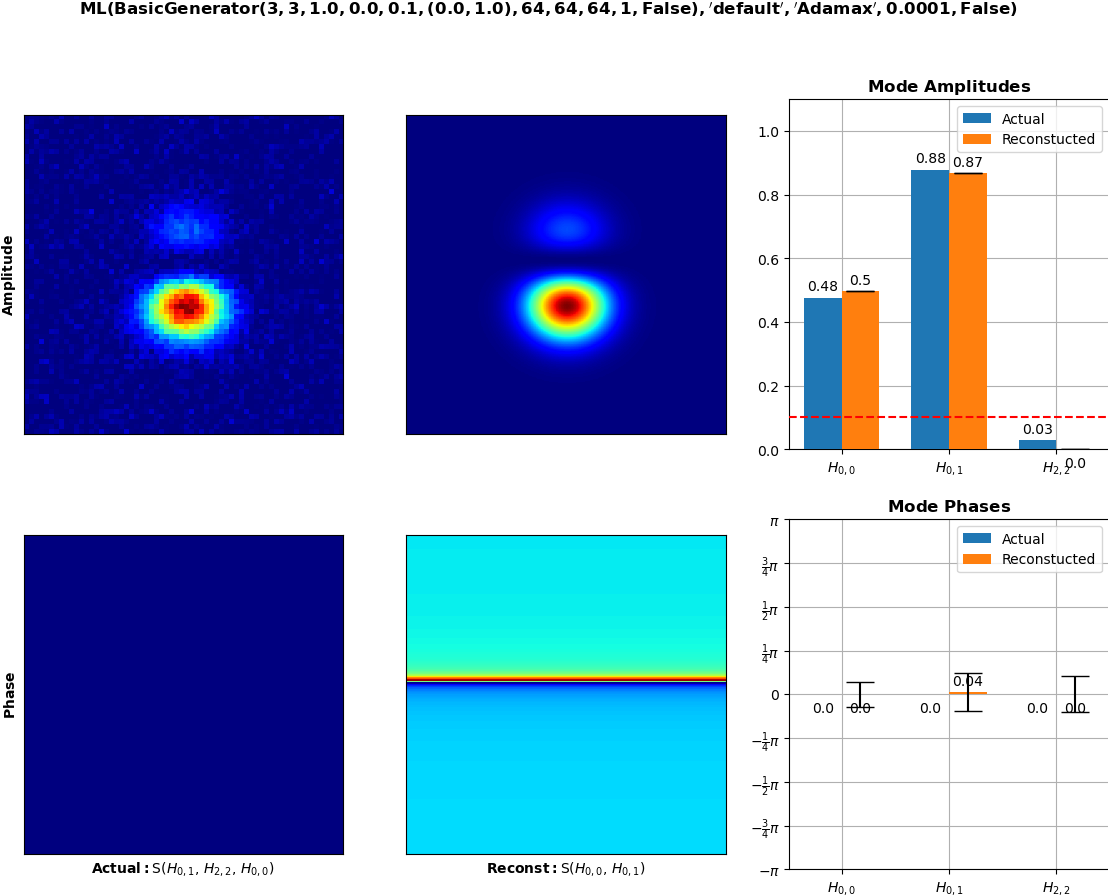 ML(BasicGenerator(3, 3, 1.0, 0.0, 0.1, (0.0, 1.0), 64, 64, 64, 1, False), 'default', 'Adamax', 0.0001, False)
Amplitude
Mode Amplitudes
Actual
Reconstucted
1.0
0.8
0.6
0.4
0.2
0.0
0.48
0.5
0.88
0.87
0.03
0.0
H0,0
H0,1
H2,2
Phase
Actual: S(H0,1, H2,2, H0,0)
Reconst: S(H0,0, H0,1)
Mode Phases
Actual
Reconstucted
π
3/4π
1/2π
1/4π
0
−1/4π
−1/2π
−3/4π
−π
0.0
0.0
0.0
0.04
0.0
0.0
H0,0
H0,1
H2,2